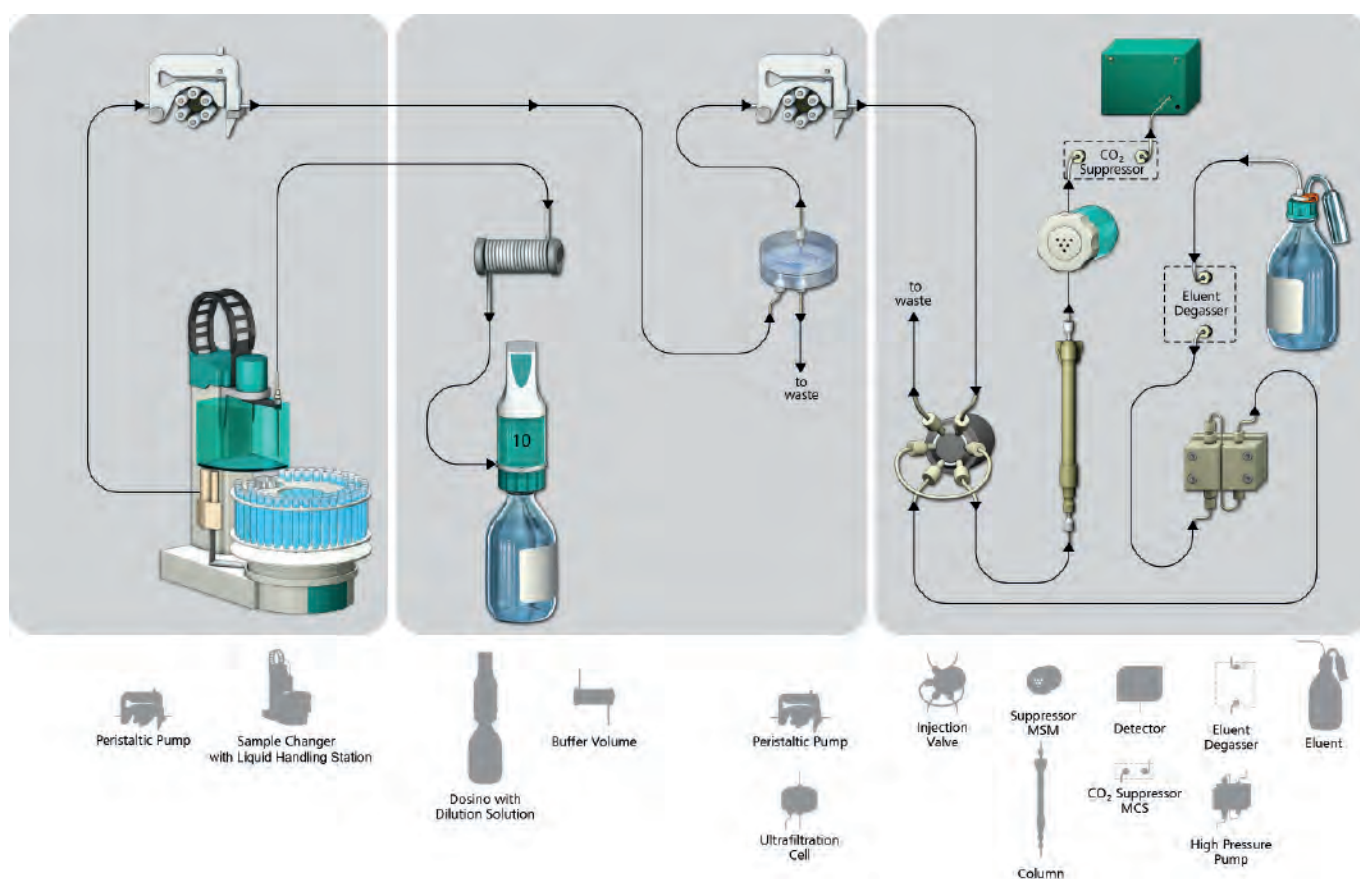 CO2
Suppressor
Eluent
Degasser
to
waste
to
waste
10
Peristaltic Pump
Sample Changer
with Liquid Handling Station
Dosino with
Dilution Solution
Buffer Volume
Peristaltic Pump
Ultrafiltration
Cell
Injection
Valve
Suppressor
MSM
Column
Detector
CO2 Suppressor
MCS
Eluent
Degasser
High Pressure
Pump
Eluent